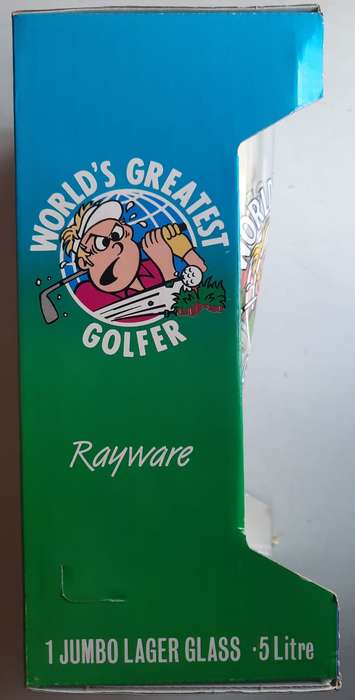 WORLD'S GREATEST
GOLFER
Rayware
1 JUMBO LAGER GLASS ·5 Litre